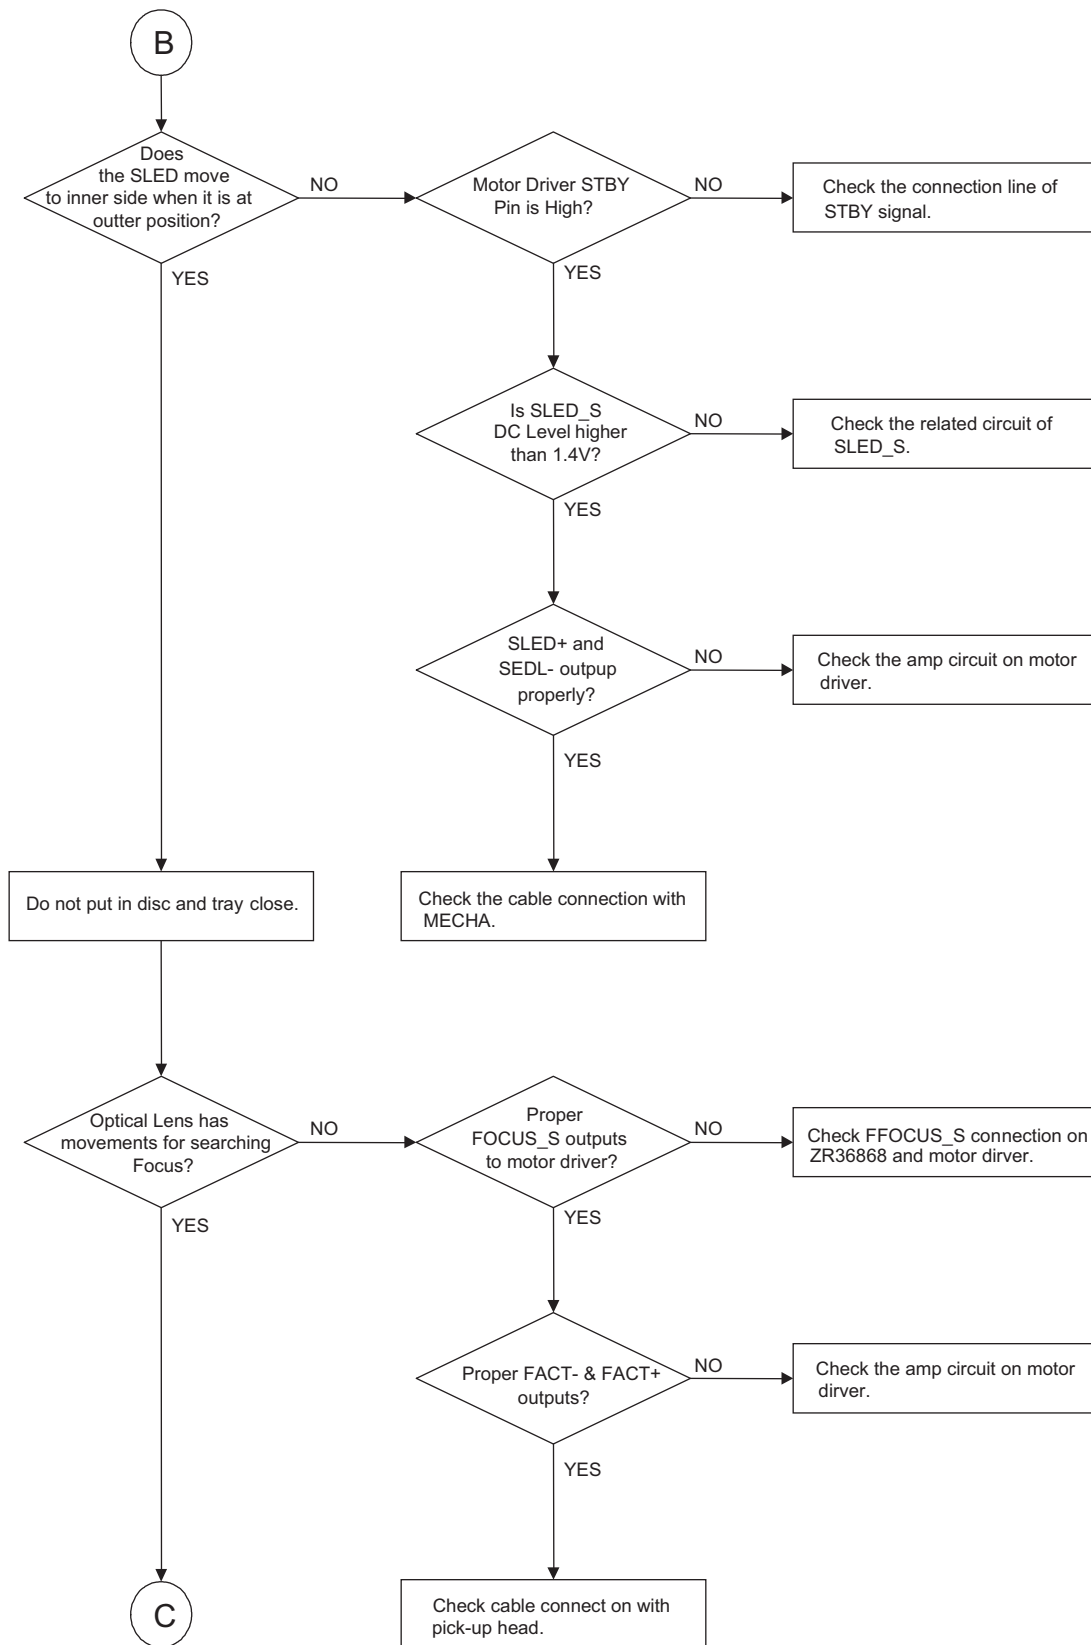 B
Does
the SLED move
to inner side when it is at
outter position?
NO
Motor Driver STBY
Pin is High?
NO
Check the connection line of
STBY signal.
YES
YES
Is SLED_S
DC Level higher
than 1.4V?
NO
Check the related circuit of
SLED_S.
YES
SLED+ and
SEDL- outpup
properly?
NO
Check the amp circuit on motor
driver.
YES
Do not put in disc and tray close.
Check the cable connection with
MECHA.
Optical Lens has
movements for searching
Focus?
NO
Proper
FOCUS_S outputs
to motor driver?
NO
Check FFOCUS_S connection on
ZR36868 and motor dirver.
YES
YES
Proper FACT- & FACT+
outputs?
NO
Check the amp circuit on motor
dirver.
YES
C
Check cable connect on with
pick-up head.